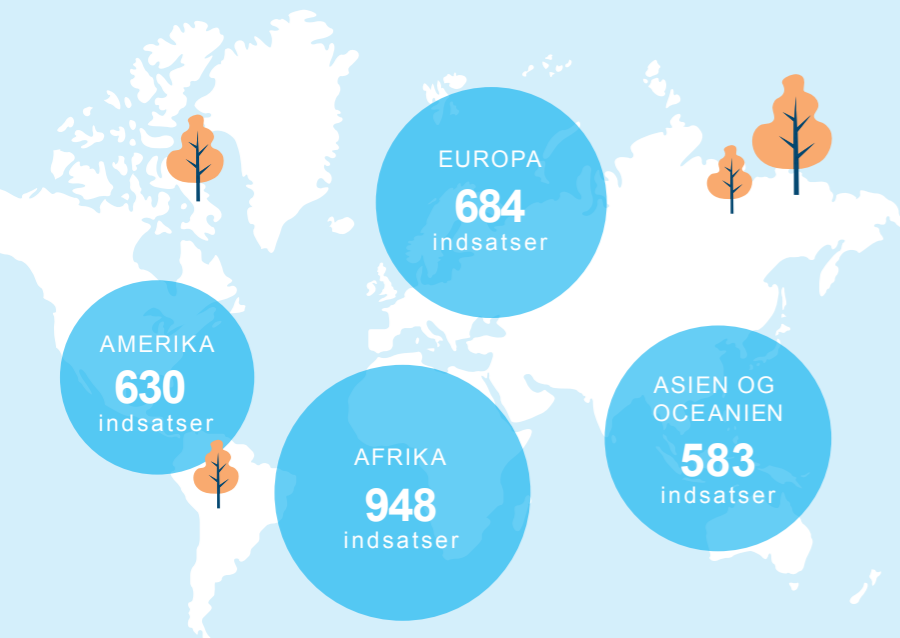 EUROPA
684
indsatser
AMERIKA
630
indsatser
AFRIKA
948
indsatser
ASIEN OG
OCEANIEN
583
indsatser